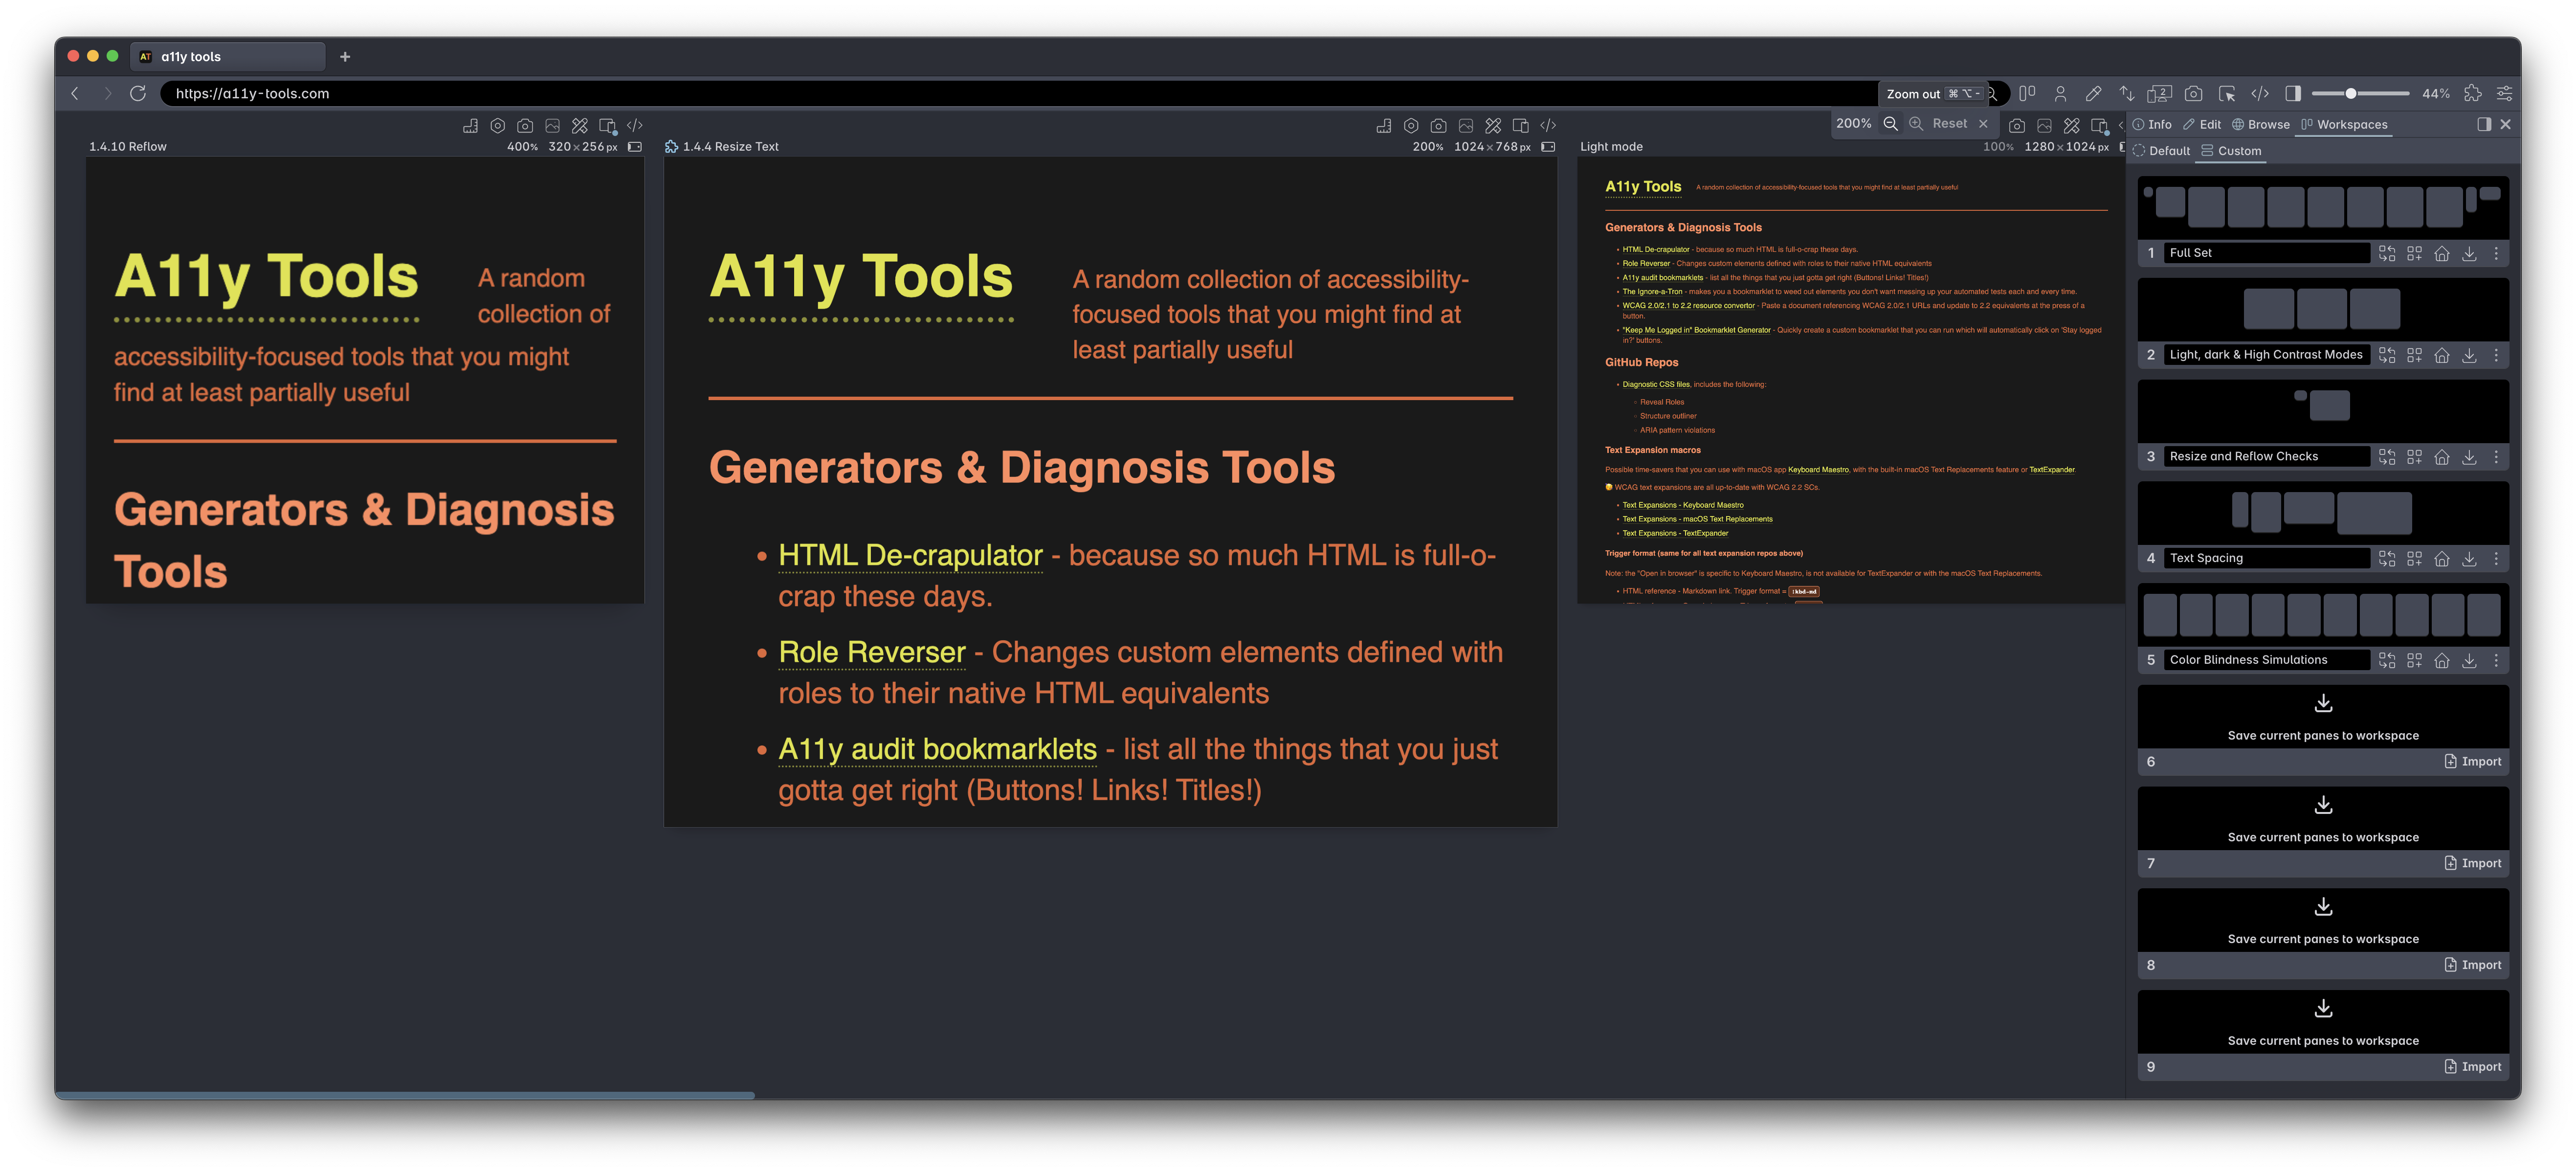 AT a11y tools
https://a11y-tools.com
Zoom out ⌘ ⌥ -
2
44%
200% Reset
Info Edit Browse Workspaces
Default Custom
1.4.10 Reflow 400% 320×256px
A11y Tools
A random
collection of
accessibility-focused tools that you might
find at least partially useful
Generators & Diagnosis
Tools
1.4.4 Resize Text 200% 1024×768px
A11y Tools
A random collection of accessibility-
focused tools that you might find at
least partially useful
Generators & Diagnosis Tools
• HTML De-crapulator - because so much HTML is full-o-
crap these days.
• Role Reverser - Changes custom elements defined with
roles to their native HTML equivalents
• A11y audit bookmarklets - list all the things that you just
gotta get right (Buttons! Links! Titles!)
Light mode 100% 1280×1024px
A11y Tools A random collection of accessibility-focused tools that you might find at least partially useful
Generators & Diagnosis Tools
• HTML De-crapulator - because so much HTML is full-o-crap these days.
• Role Reverser - Changes custom elements defined with roles to their native HTML equivalents
• A11y audit bookmarklets - list all the things that you just gotta get right (Buttons! Links! Titles!)
• The Ignore-a-Tron - makes you a bookmarklet to weed out elements you don't want messing up your automated tests each and every time.
• WCAG 2.0/2.1 to 2.2 resource convertor - Paste a document referencing WCAG 2.0/2.1 URLs and update to 2.2 equivalents at the press of a
button.
• "Keep Me Logged in" Bookmarklet Generator - Quickly create a custom bookmarklet that you can run which will automatically click on 'Stay logged
in?' buttons.
GitHub Repos
• Diagnostic CSS files, includes the following:
◦ Reveal Roles
◦ Structure outliner
◦ ARIA pattern violations
Text Expansion macros
Possible time-savers that you can use with macOS app Keyboard Maestro, with the built-in macOS Text Replacements feature or TextExpander.
WCAG text expansions are all up-to-date with WCAG 2.2 SCs.
• Text Expansions - Keyboard Maestro
• Text Expansions - macOS Text Replacements
• Text Expansions - TextExpander
Trigger format (same for all text expansion repos above)
Note: the "Open in browser" is specific to Keyboard Maestro, is not available for TextExpander or with the macOS Text Replacements.
• HTML reference - Markdown link. Trigger format = :kbd-md
1 Full Set
2 Light, dark & High Contrast Modes
3 Resize and Reflow Checks
4 Text Spacing
5 Color Blindness Simulations
Save current panes to workspace
6 Import
Save current panes to workspace
7 Import
Save current panes to workspace
8 Import
Save current panes to workspace
9 Import